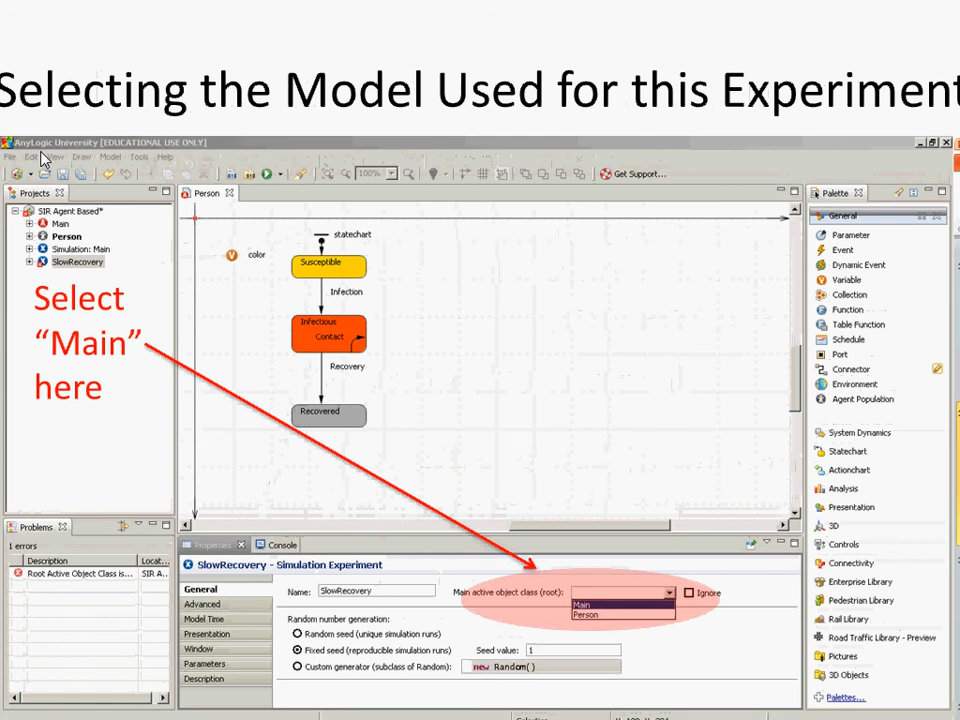 Selecting the Model Used for this Experiment
AnyLogic University [EDUCATIONAL USE ONLY]
File Edit View Draw Model Tools Help
100%
Get Support...
Projects
SIR Agent Based*
Main
Person
Simulation: Main
SlowRecovery
Select
“Main”
here
Person
statechart
color
Susceptible
Infection
Infectious
Contact
Recovery
Recovered
Palette
General
Parameter
Event
Dynamic Event
Variable
Collection
Function
Table Function
Schedule
Port
Connector
Environment
Agent Population
System Dynamics
Statechart
Actionchart
Analysis
Presentation
3D
Controls
Connectivity
Enterprise Library
Pedestrian Library
Rail Library
Road Traffic Library - Preview
Pictures
3D Objects
Palettes...
Problems
1 errors
Description Locat...
Root Active Object Class is... SIR A...
Properties Console
SlowRecovery - Simulation Experiment
General
Advanced
Model Time
Presentation
Window
Parameters
Description
Name: SlowRecovery Main active object class (root): Ignore
Main
Person
Random number generation:
Random seed (unique simulation runs)
Fixed seed (reproducible simulation runs) Seed value: 1
Custom generator (subclass of Random): new Random()